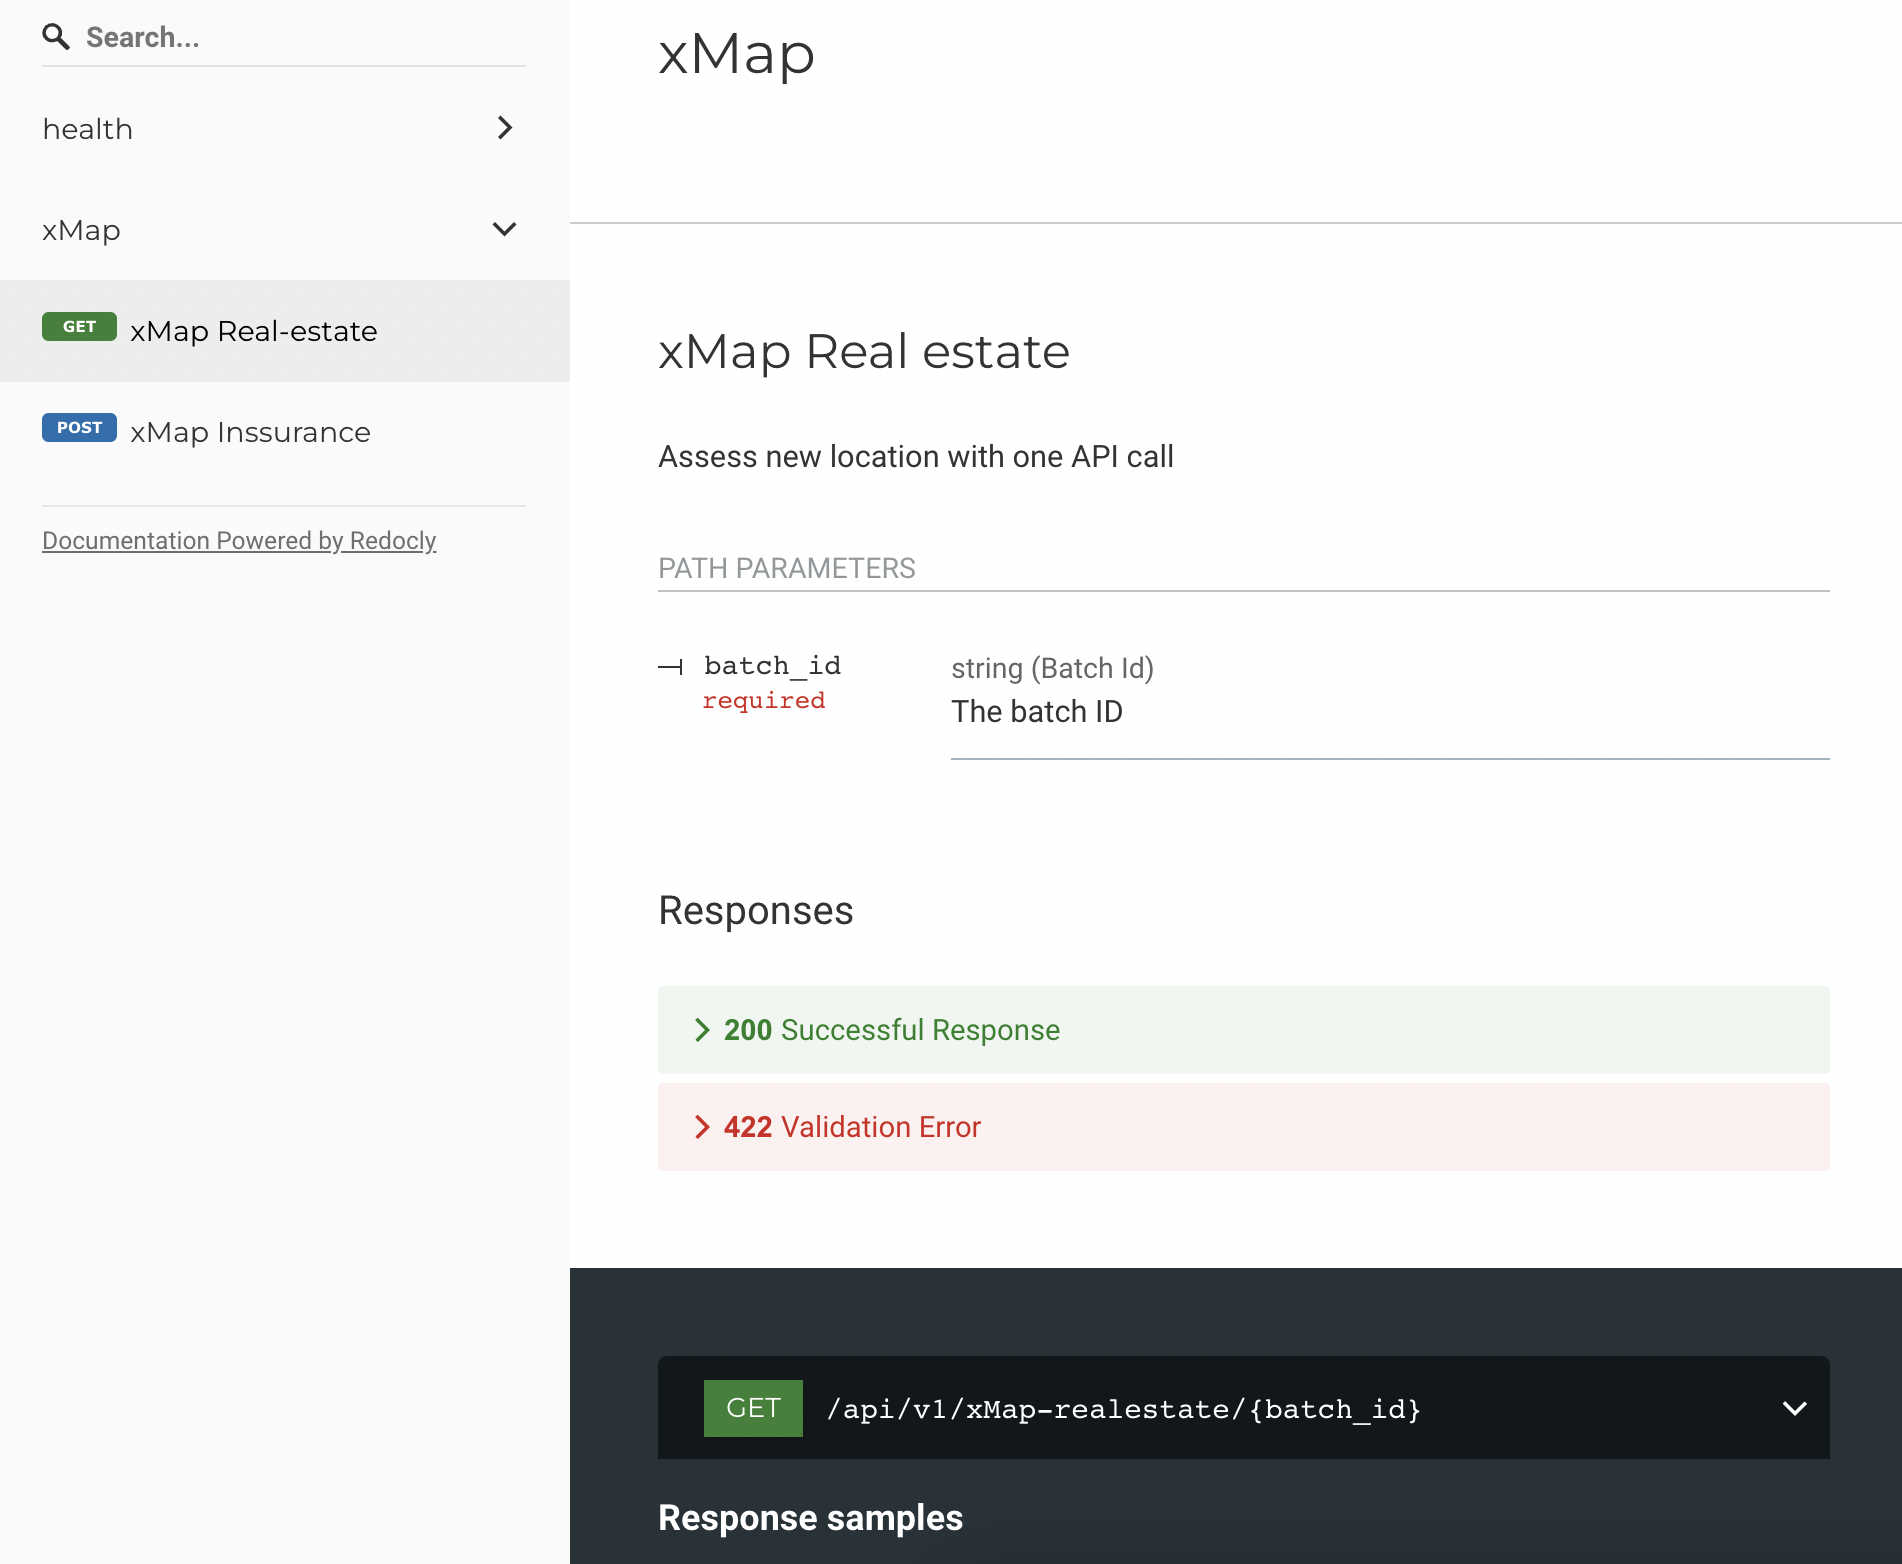 Search...
health
xMap
GET xMap Real-estate
POST xMap Inssurance
Documentation Powered by Redocly
xMap
xMap Real estate
Assess new location with one API call
PATH PARAMETERS
batch_id
required
string (Batch Id)
The batch ID
Responses
200 Successful Response
422 Validation Error
GET /api/v1/xMap-realestate/{batch_id}
Response samples